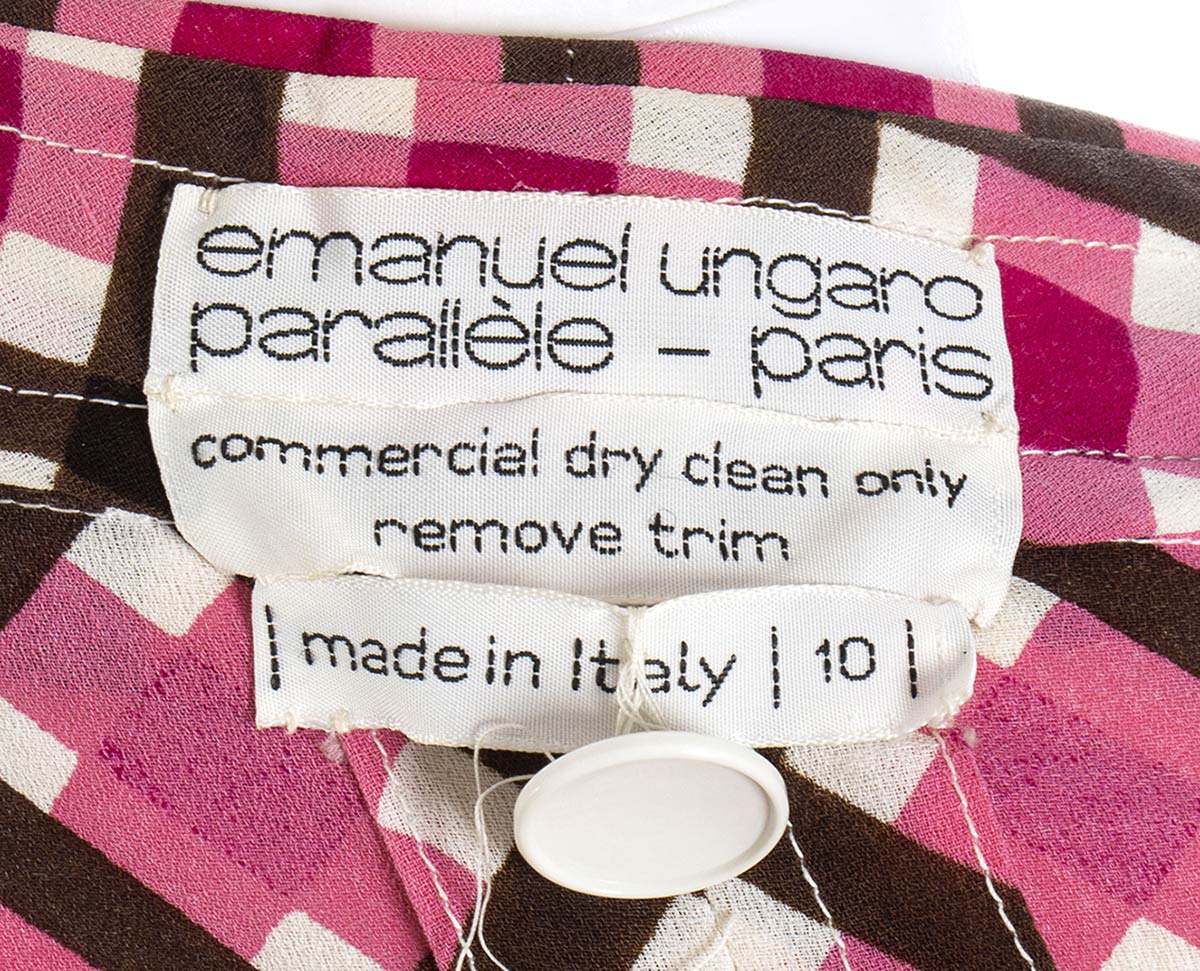 emanuel ungaro
parallèle – paris
commercial dry clean only
remove trim
| made in Italy | 10 |